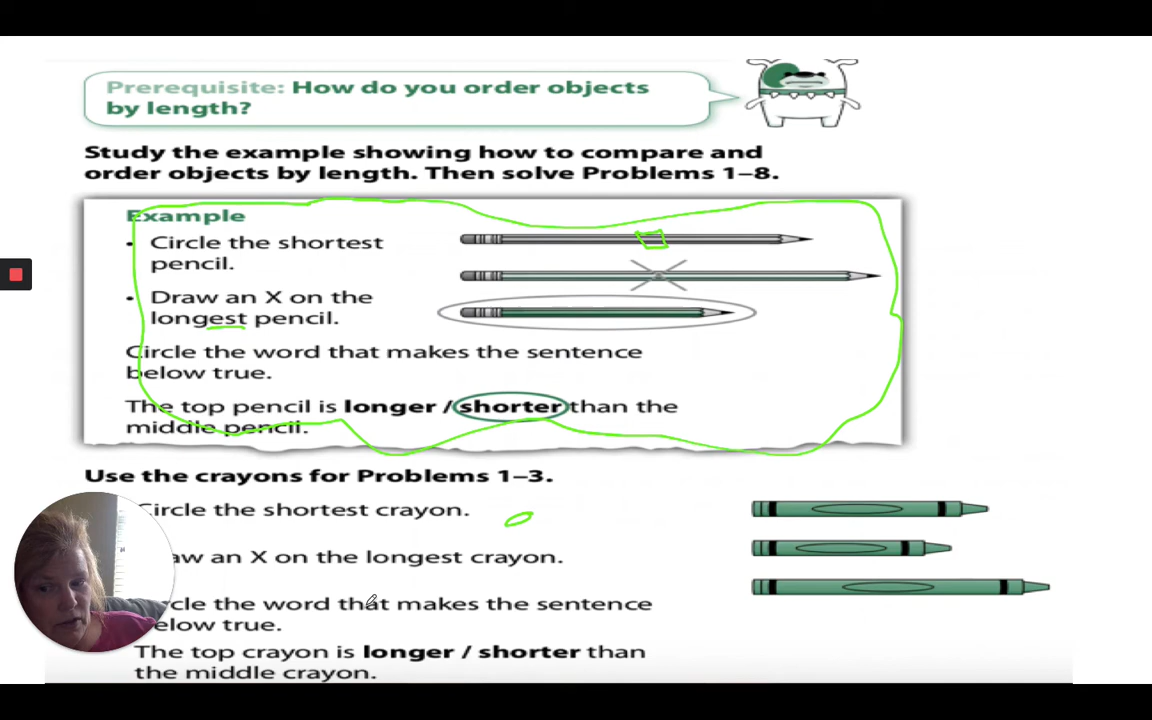 Prerequisite: How do you order objects
by length?
Study the example showing how to compare and
order objects by length. Then solve Problems 1–8.
Example
• Circle the shortest
pencil.
• Draw an X on the
longest pencil.
Circle the word that makes the sentence
below true.
The top pencil is longer / shorter than the
middle pencil.
Use the crayons for Problems 1–3.
Circle the shortest crayon.
aw an X on the longest crayon.
rcle the word that makes the sentence
elow true.
The top crayon is longer / shorter than
the middle crayon.